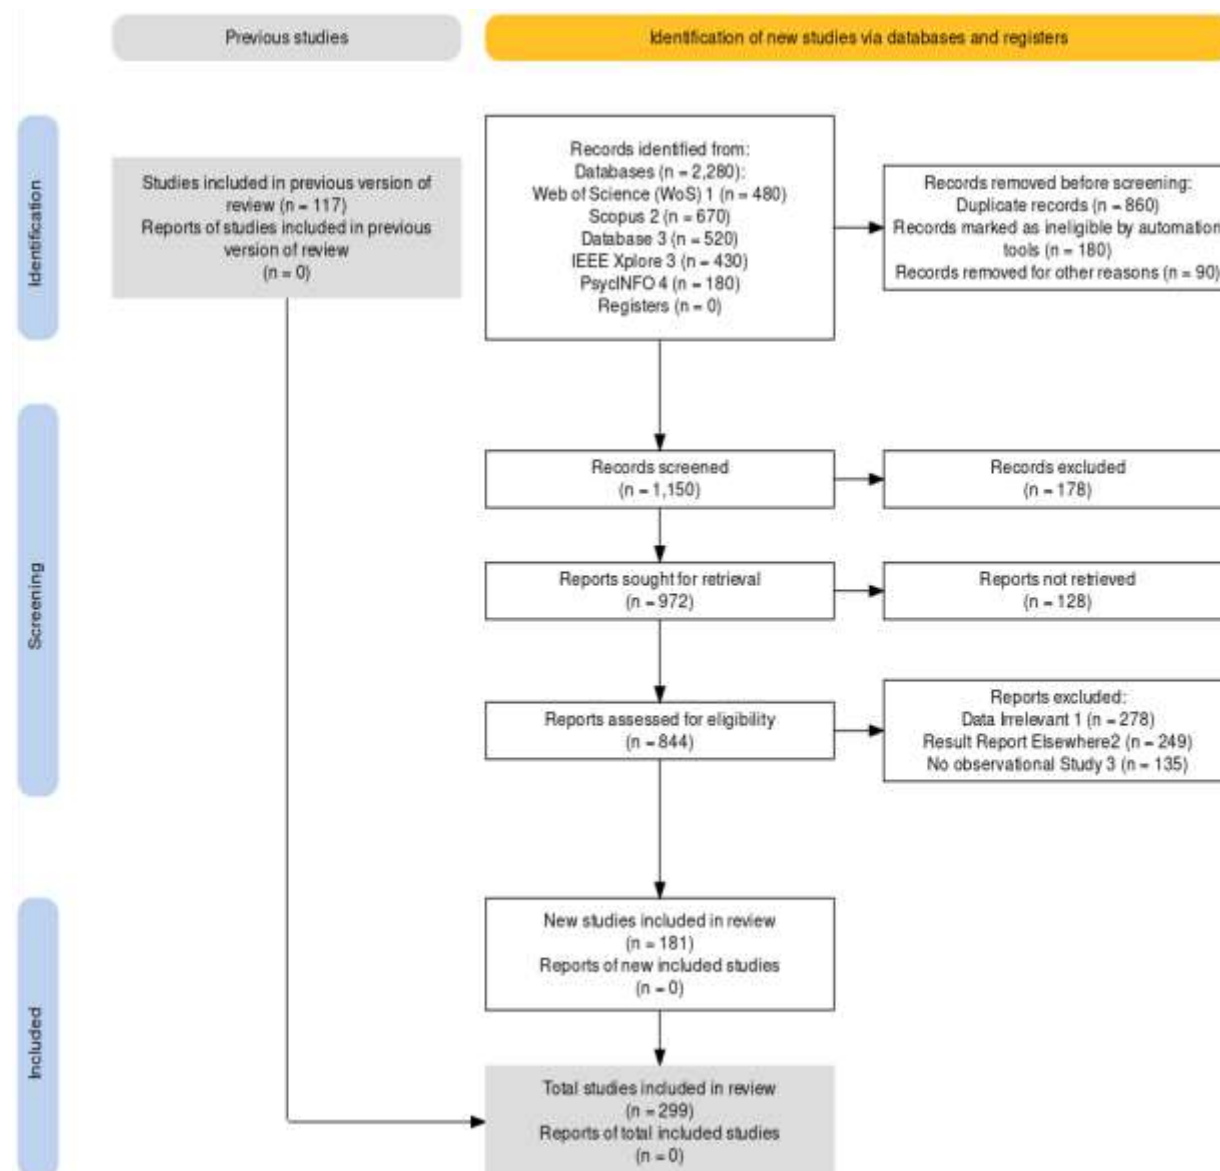 Previous studies
Identification of new studies via databases and registers
Identification
Studies included in previous version of
review (n = 117)
Reports of studies included in previous
version of review
(n = 0)
Records identified from:
Databases (n = 2,280):
Web of Science (WoS) 1 (n = 480)
Scopus 2 (n = 670)
Database 3 (n = 520)
IEEE Xplore 3 (n = 430)
PsycINFO 4 (n = 180)
Registers (n = 0)
Records removed before screening:
Duplicate records (n = 860)
Records marked as ineligible by automation
tools (n = 180)
Records removed for other reasons (n = 90)
Screening
Records screened
(n = 1,150)
Records excluded
(n = 178)
Reports sought for retrieval
(n = 972)
Reports not retrieved
(n = 128)
Reports assessed for eligibility
(n = 844)
Reports excluded:
Data Irrelevant 1 (n = 278)
Result Report Elsewhere2 (n = 249)
No observational Study 3 (n = 135)
Included
New studies included in review
(n = 181)
Reports of new included studies
(n = 0)
Total studies included in review
(n = 299)
Reports of total included studies
(n = 0)